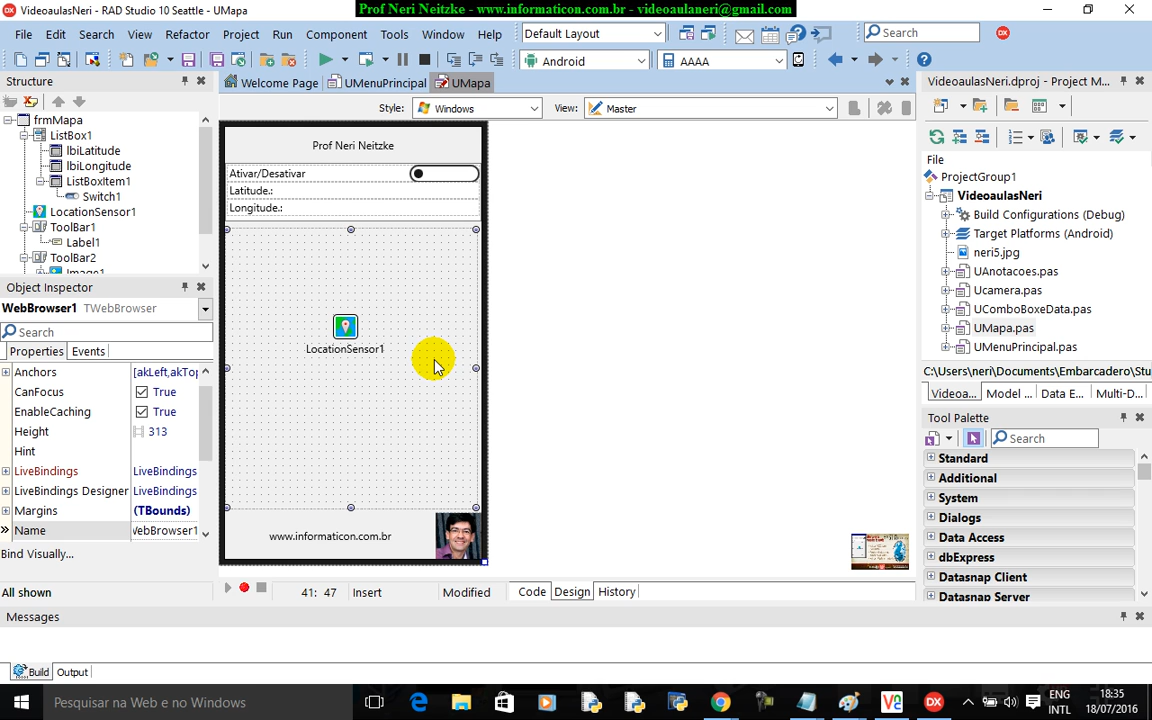 VideoaulasNeri - RAD Studio 10 Seattle - UMapa
Prof Neri Neitzke - www.informaticon.com.br - videoaulaneri@gmail.com
File Edit Search View Refactor Project Run Component Tools Window Help
Default Layout
Search
Android
AAAA
Structure
Welcome Page UMenuPrincipal UMapa
VideoaulasNeri.dproj - Project M...
Style: Windows View: Master
frmMapa
ListBox1
lbiLatitude
lbiLongitude
ListBoxItem1
Switch1
LocationSensor1
ToolBar1
Label1
ToolBar2
Image1
Prof Neri Neitzke
Ativar/Desativar
Latitude.:
Longitude.:
LocationSensor1
www.informaticon.com.br
Object Inspector
WebBrowser1 TWebBrowser
Search
Properties Events
Anchors [akLeft,akTop
CanFocus True
EnableCaching True
Height 313
Hint
LiveBindings LiveBindings
LiveBindings Designer LiveBindings
Margins (TBounds)
Name VebBrowser1
Bind Visually...
All shown
41: 47 Insert Modified Code Design History
File
ProjectGroup1
VideoaulasNeri
Build Configurations (Debug)
Target Platforms (Android)
neri5.jpg
UAnotacoes.pas
Ucamera.pas
UComboBoxeData.pas
UMapa.pas
UMenuPrincipal.pas
C:\Users\neri\Documents\Embarcadero\Stu
Videoa... Model ... Data E... Multi-D...
Tool Palette
Search
Standard
Additional
System
Dialogs
Data Access
dbExpress
Datasnap Client
Datasnap Server
Messages
Build Output
Pesquisar na Web e no Windows
ENG
INTL
18:35
18/07/2016